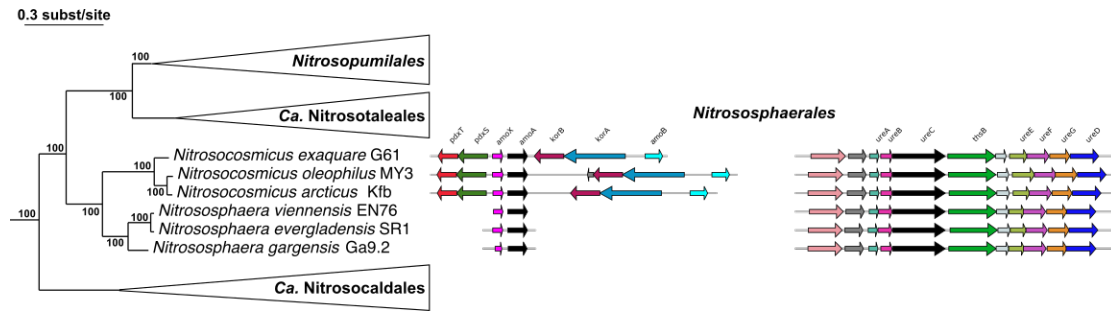 0.3 subst/site
100
Nitrosopumilales
100
Ca. Nitrosotaleales
Nitrososphaerales
pdxT pdxS amoX amoA korB korA amoB ureA ureB ureC thsB ureE ureF ureG ureD
100
Nitrosocosmicus exaquare G61
Nitrosocosmicus oleophilus MY3
100
100
Nitrosocosmicus arcticus Kfb
100
Nitrososphaera viennensis EN76
100
100
Nitrososphaera evergladensis SR1
100
Nitrososphaera gargensis Ga9.2
Ca. Nitrosocaldales